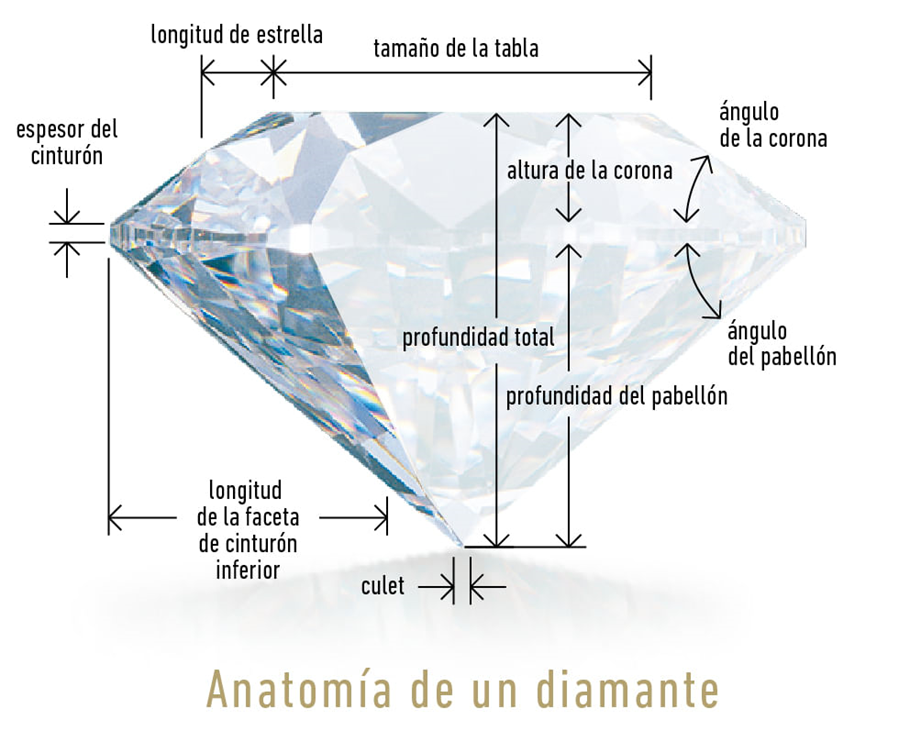 longitud de estrella
tamaño de la tabla
espesor del
cinturón
ángulo
de la corona
altura de la corona
profundidad total
ángulo
del pabellón
profundidad del pabellón
longitud
de la faceta
de cinturón
inferior
culet
Anatomía de un diamante